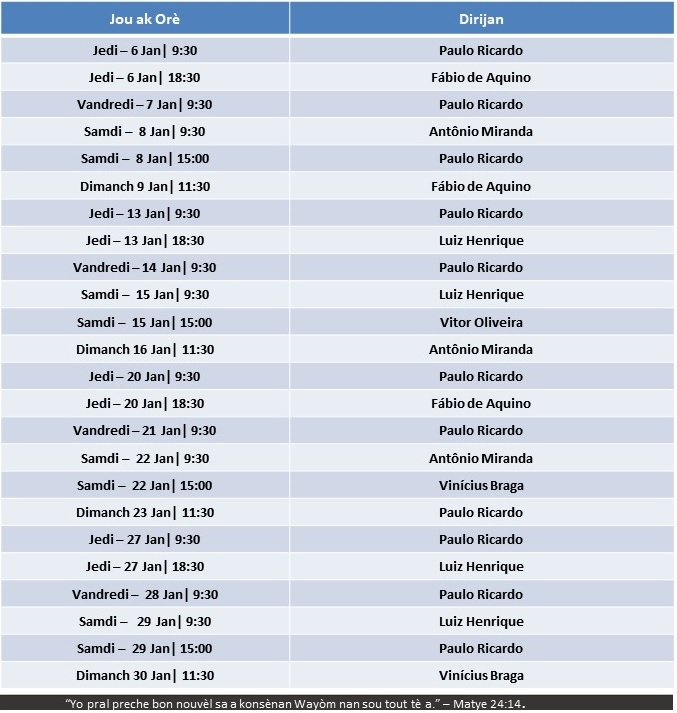 Jou ak Orè Dirijan
Jedi – 6 Jan| 9:30 Paulo Ricardo
Jedi – 6 Jan| 18:30 Fábio de Aquino
Vandredi – 7 Jan| 9:30 Paulo Ricardo
Samdi – 8 Jan| 9:30 Antônio Miranda
Samdi – 8 Jan| 15:00 Paulo Ricardo
Dimanch 9 Jan| 11:30 Fábio de Aquino
Jedi – 13 Jan| 9:30 Paulo Ricardo
Jedi – 13 Jan| 18:30 Luiz Henrique
Vandredi – 14 Jan| 9:30 Paulo Ricardo
Samdi – 15 Jan| 9:30 Luiz Henrique
Samdi – 15 Jan| 15:00 Vitor Oliveira
Dimanch 16 Jan| 11:30 Antônio Miranda
Jedi – 20 Jan| 9:30 Paulo Ricardo
Jedi – 20 Jan| 18:30 Fábio de Aquino
Vandredi – 21 Jan| 9:30 Paulo Ricardo
Samdi – 22 Jan| 9:30 Antônio Miranda
Samdi – 22 Jan| 15:00 Vinícius Braga
Dimanch 23 Jan| 11:30 Paulo Ricardo
Jedi – 27 Jan| 9:30 Paulo Ricardo
Jedi – 27 Jan| 18:30 Luiz Henrique
Vandredi – 28 Jan| 9:30 Paulo Ricardo
Samdi – 29 Jan| 9:30 Luiz Henrique
Samdi – 29 Jan| 15:00 Paulo Ricardo
Dimanch 30 Jan| 11:30 Vinícius Braga
“Yo pral preche bon nouvèl sa a konsènan Wayòm nan sou tout tè a.” – Matye 24:14.